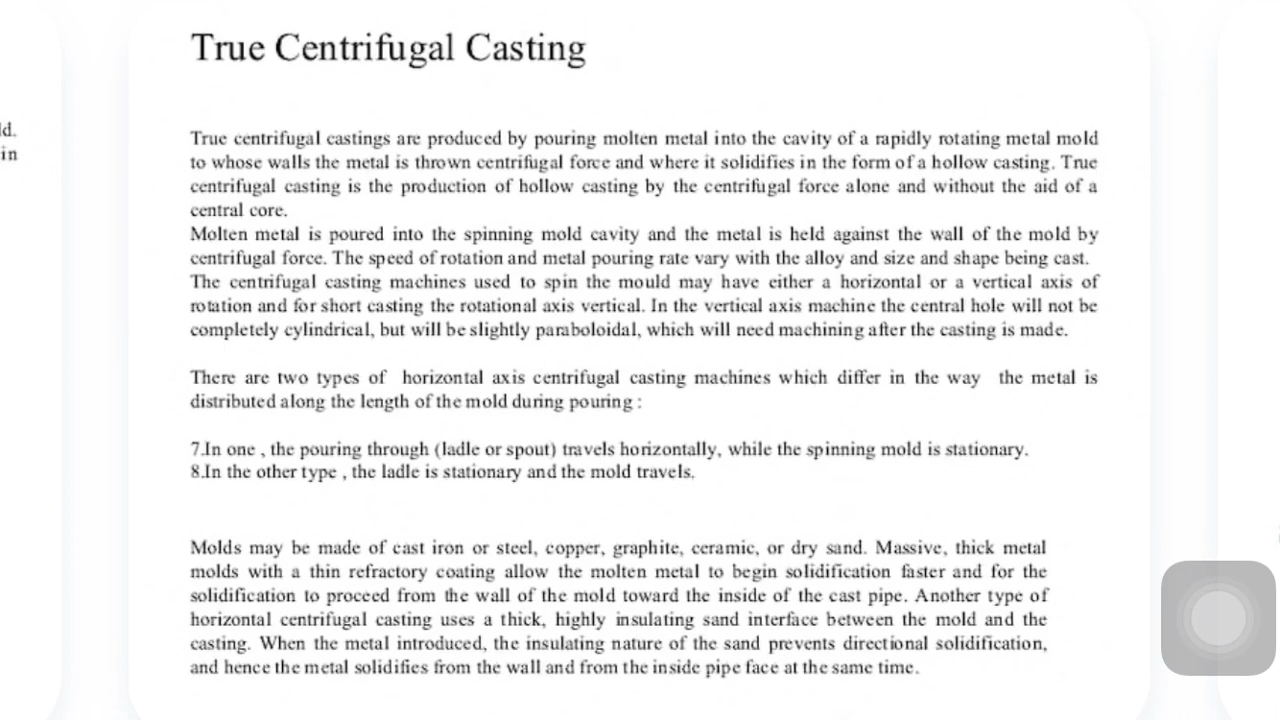 True Centrifugal Casting
ld.
in
True centrifugal castings are produced by pouring molten metal into the cavity of a rapidly rotating metal mold
to whose walls the metal is thrown centrifugal force and where it solidifies in the form of a hollow casting. True
centrifugal casting is the production of hollow casting by the centrifugal force alone and without the aid of a
central core.
Molten metal is poured into the spinning mold cavity and the metal is held against the wall of the mold by
centrifugal force. The speed of rotation and metal pouring rate vary with the alloy and size and shape being cast.
The centrifugal casting machines used to spin the mould may have either a horizontal or a vertical axis of
rotation and for short casting the rotational axis vertical. In the vertical axis machine the central hole will not be
completely cylindrical, but will be slightly paraboloidal, which will need machining after the casting is made.
There are two types of horizontal axis centrifugal casting machines which differ in the way the metal is
distributed along the length of the mold during pouring :
7.In one , the pouring through (ladle or spout) travels horizontally, while the spinning mold is stationary.
8.In the other type , the ladle is stationary and the mold travels.
Molds may be made of cast iron or steel, copper, graphite, ceramic, or dry sand. Massive, thick metal
molds with a thin refractory coating allow the molten metal to begin solidification faster and for the
solidification to proceed from the wall of the mold toward the inside of the cast pipe. Another type of
horizontal centrifugal casting uses a thick, highly insulating sand interface between the mold and the
casting. When the metal introduced, the insulating nature of the sand prevents directional solidification,
and hence the metal solidifies from the wall and from the inside pipe face at the same time.